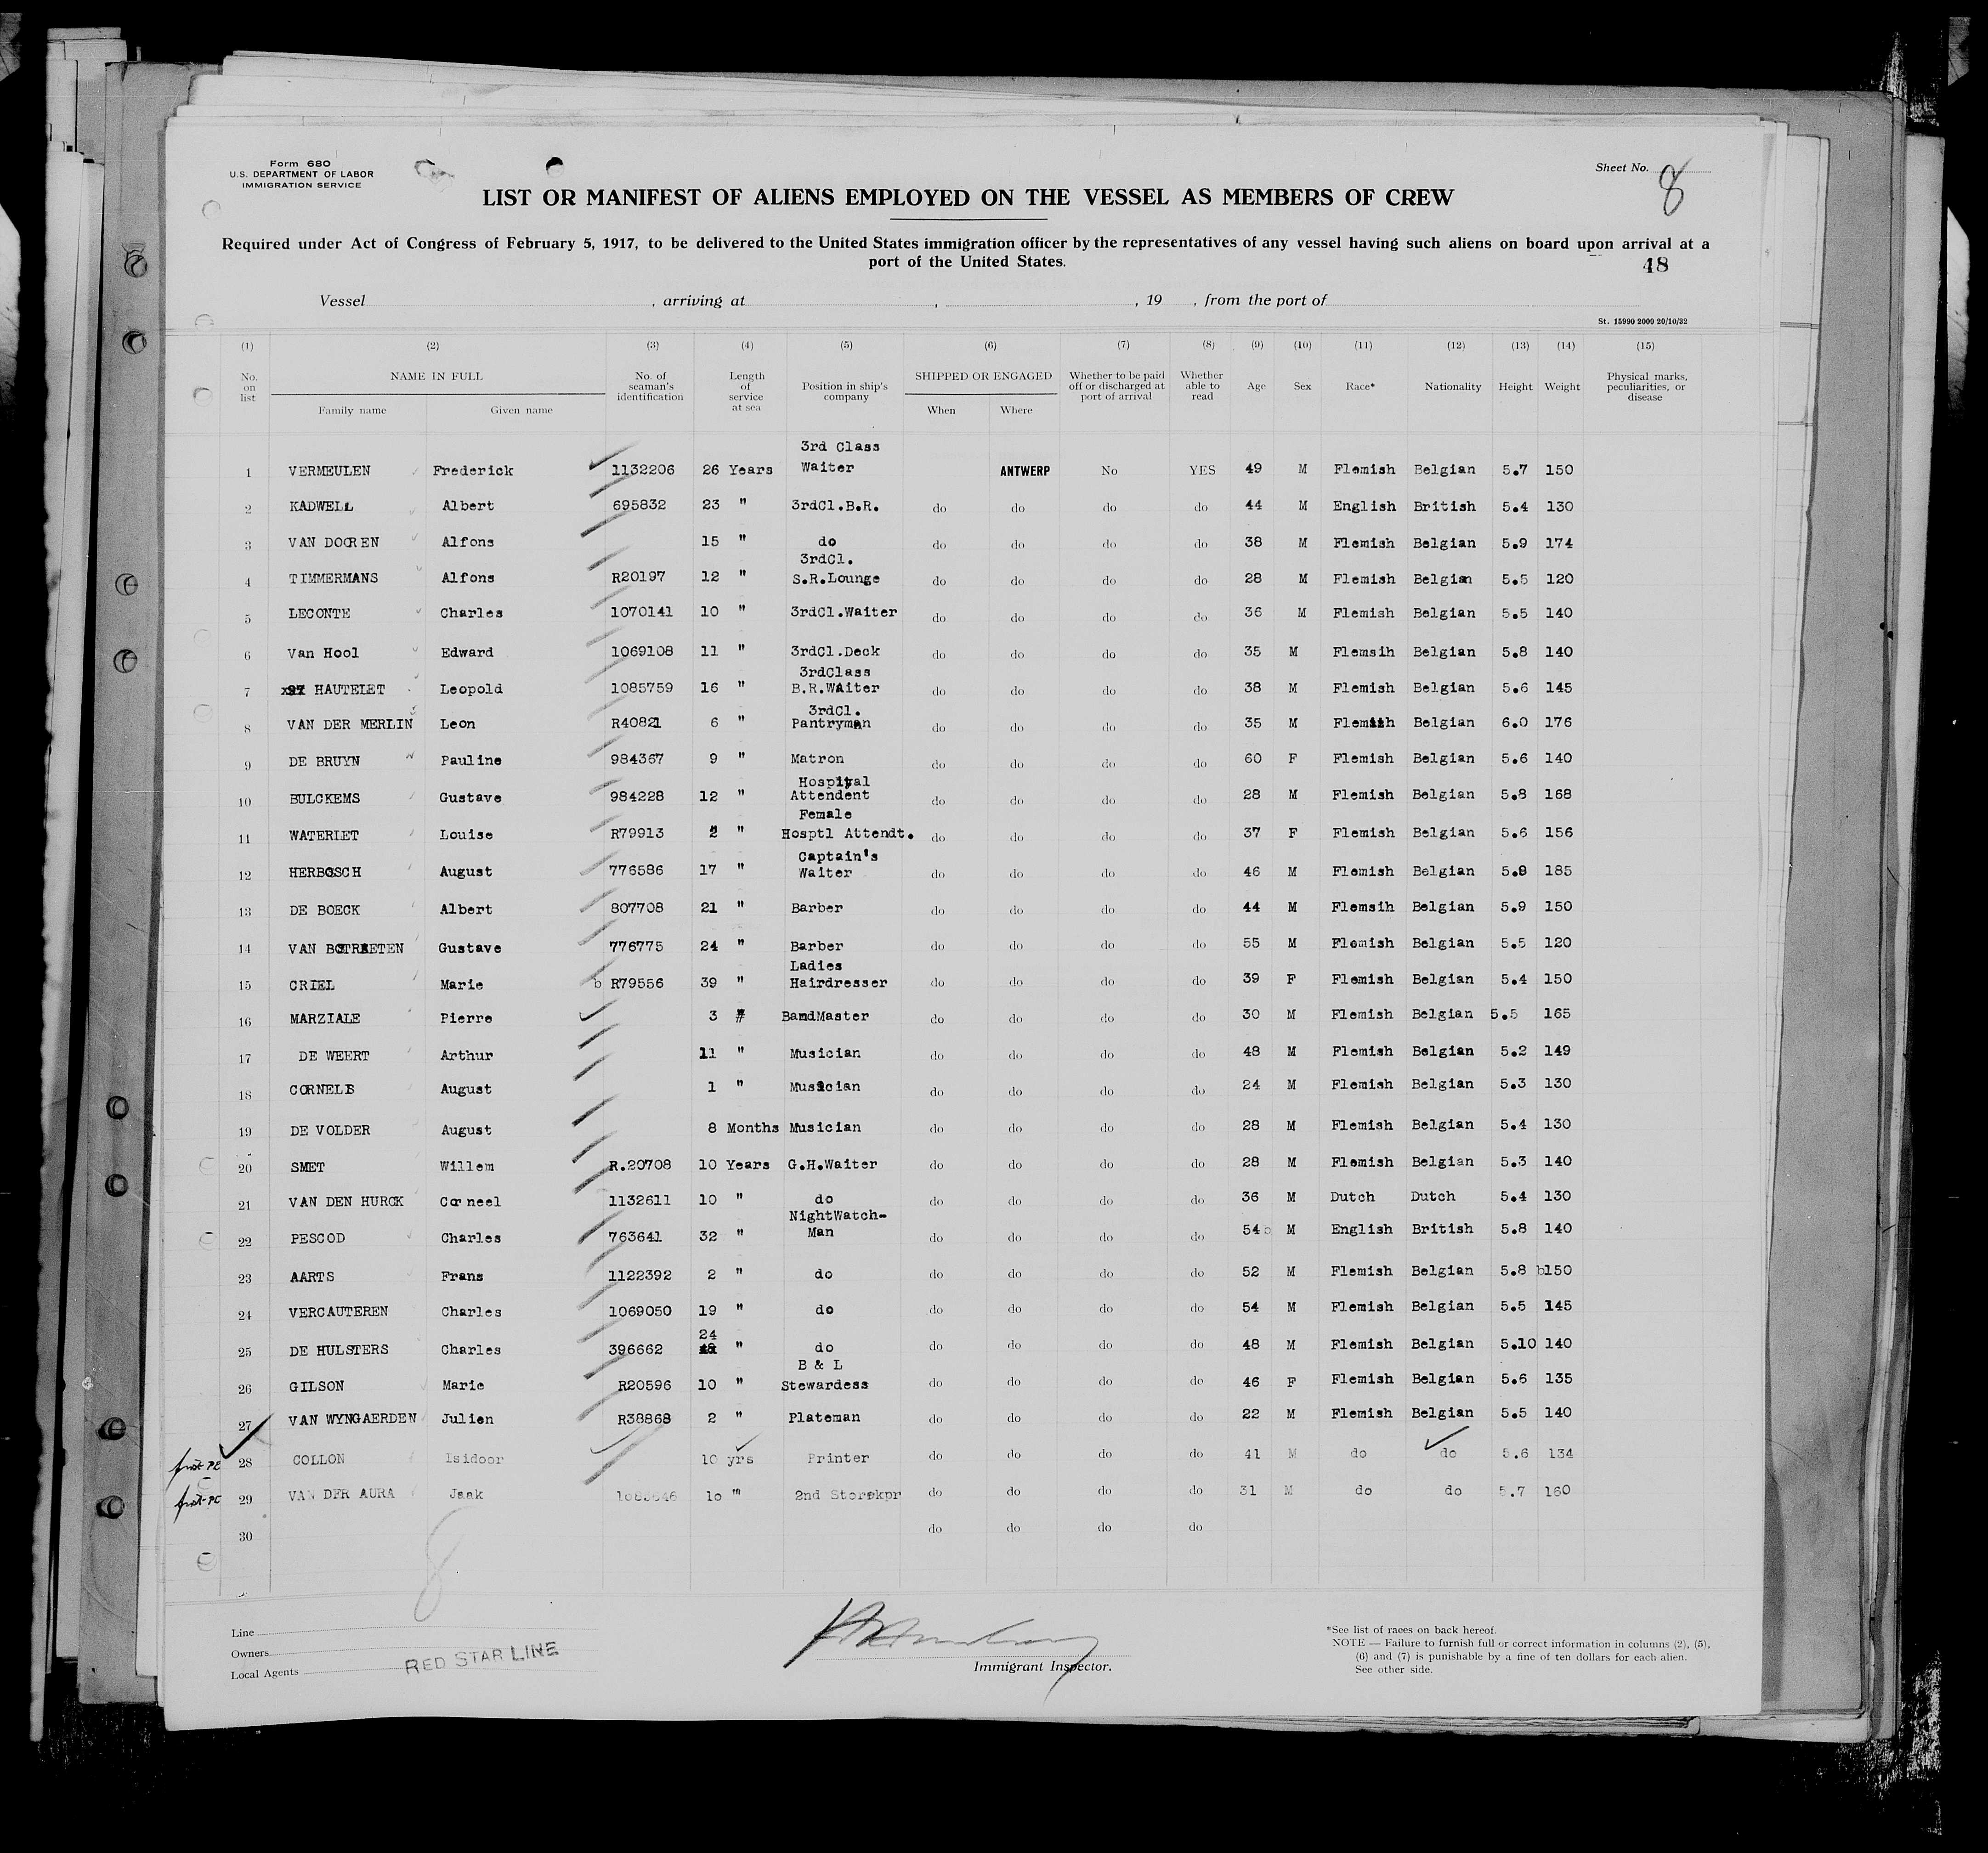 Form 680
U.S. DEPARTMENT OF LABOR
IMMIGRATION SERVICE
Sheet No. 8
LIST OR MANIFEST OF ALIENS EMPLOYED ON THE VESSEL AS MEMBERS OF CREW
Required under Act of Congress of February 5, 1917, to be delivered to the United States immigration officer by the representatives of any vessel having such aliens on board upon arrival at a
port of the United States.
48
Vessel , arriving at , , 19 , from the port of
St. 15990 2000 20/10/32
(1) (2) (3) (4) (5) (6) (7) (8) (9) (10) (11) (12) (13) (14) (15)
No. on list NAME IN FULL Family name Given name No. of seaman's identification Length of service at sea Position in ship's company SHIPPED OR ENGAGED When Where Whether to be paid off or discharged at port of arrival Whether able to read Age Sex Race* Nationality Height Weight Physical marks, peculiarities, or disease
1 VERMEULEN Frederick 1132206 26 Years 3rd Class Waiter ANTWERP No YES 49 M Flemish Belgian 5.7 150
2 KADWELL Albert 695832 23 " 3rdCl.B.R. do do do do 44 M English British 5.4 130
3 VAN DOOREN Alfons 15 " do do do do do 38 M Flemish Belgian 5.9 174
4 TIMMERMANS Alfons R20197 12 " 3rdCl. S.R.Lounge do do do do 28 M Flemish Belgian 5.5 120
5 LECONTE Charles 1070141 10 " 3rdCl.Waiter do do do do 36 M Flemish Belgian 5.5 140
6 Van Hool Edward 1069108 11 " 3rdCl.Deck do do do do 35 M Flemsih Belgian 5.8 140
7 HAUTELET Leopold 1085759 16 " 3rdClass B.R.WAiter do do do do 38 M Flemish Belgian 5.6 145
8 VAN DER MERLIN Leon R40821 6 " 3rdCl. Pantryman do do do do 35 M Flemish Belgian 6.0 176
9 DE BRUYN Pauline 984367 9 " Matron do do do do 60 F Flemish Belgian 5.6 140
10 BULCKEMS Gustave 984228 12 " Hospital Attendent do do do do 28 M Flemish Belgian 5.8 168
11 WATERLET Louise R79913 2 " Female Hosptl Attendt. do do do do 37 F Flemish Belgian 5.6 156
12 HERBOSCH August 776586 17 " Captain's Waiter do do do do 46 M Flemish Belgian 5.9 185
13 DE BOECK Albert 807708 21 " Barber do do do do 44 M Flemsih Belgian 5.9 150
14 VAN Gustave 776775 24 " Barber do do do do 55 M Flemish Belgian 5.5 120
15 CRIEL Marie R79556 39 " Ladies Hairdresser do do do do 39 F Flemish Belgian 5.4 150
16 MARZIALE Pierre 3 " BandMaster do do do do 30 M Flemish Belgian 5.5 165
17 DE WEERT Arthur 11 " Musician do do do do 48 M Flemish Belgian 5.2 149
18 August 1 " Musician do do do do 24 M Flemish Belgian 5.3 130
19 DE VOLDER August 8 Months Musician do do do do 28 M Flemish Belgian 5.4 130
20 SMET Willem R.20708 10 Years G.H.Waiter do do do do 28 M Flemish Belgian 5.3 140
21 VAN DEN HURCK Corneel 1132611 10 " do do do do do 36 M Dutch Dutch 5.4 130
22 PESCOD Charles 763641 32 " NightWatch-Man do do do do 54 M English British 5.8 140
23 AARTS Frans 1122392 2 " do do do do do 52 M Flemish Belgian 5.8 150
24 VERCAUTEREN Charles 1069050 19 " do do do do do 54 M Flemish Belgian 5.5 145
25 DE HULSTERS Charles 396662 24 " do do do do do 48 M Flemish Belgian 5.10 140
26 GILSON Marie R20596 10 " B & L Stewardess do do do do 46 F Flemish Belgian 5.6 135
27 VAN WYNGAERDEN Julien R38868 2 " Plateman do do do do 22 M Flemish Belgian 5.5 140
28 COLLON Isidoor 10 yrs Printer do do do do 41 M do do 5.6 134
29 VAN DER AURA Jaak 10 " 2nd Storekpr do do do do 31 M do do 5.7 160
30 do do do do
8
Line
Owners
Local Agents
RED STAR LINE
Immigrant Inspector.
*See list of races on back hereof.
NOTE — Failure to furnish full or correct information in columns (2), (5),
(6) and (7) is punishable by a fine of ten dollars for each alien.
See other side.